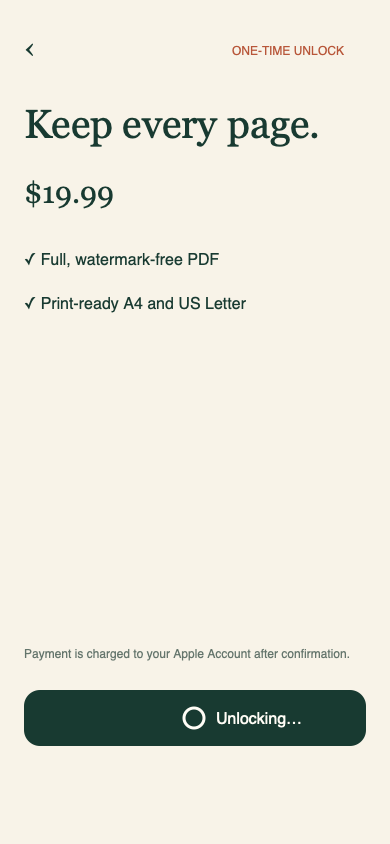 ONE-TIME UNLOCK
Keep every page.
$19.99
✓ Full, watermark-free PDF
✓ Print-ready A4 and US Letter
Payment is charged to your Apple Account after confirmation.
Unlocking…